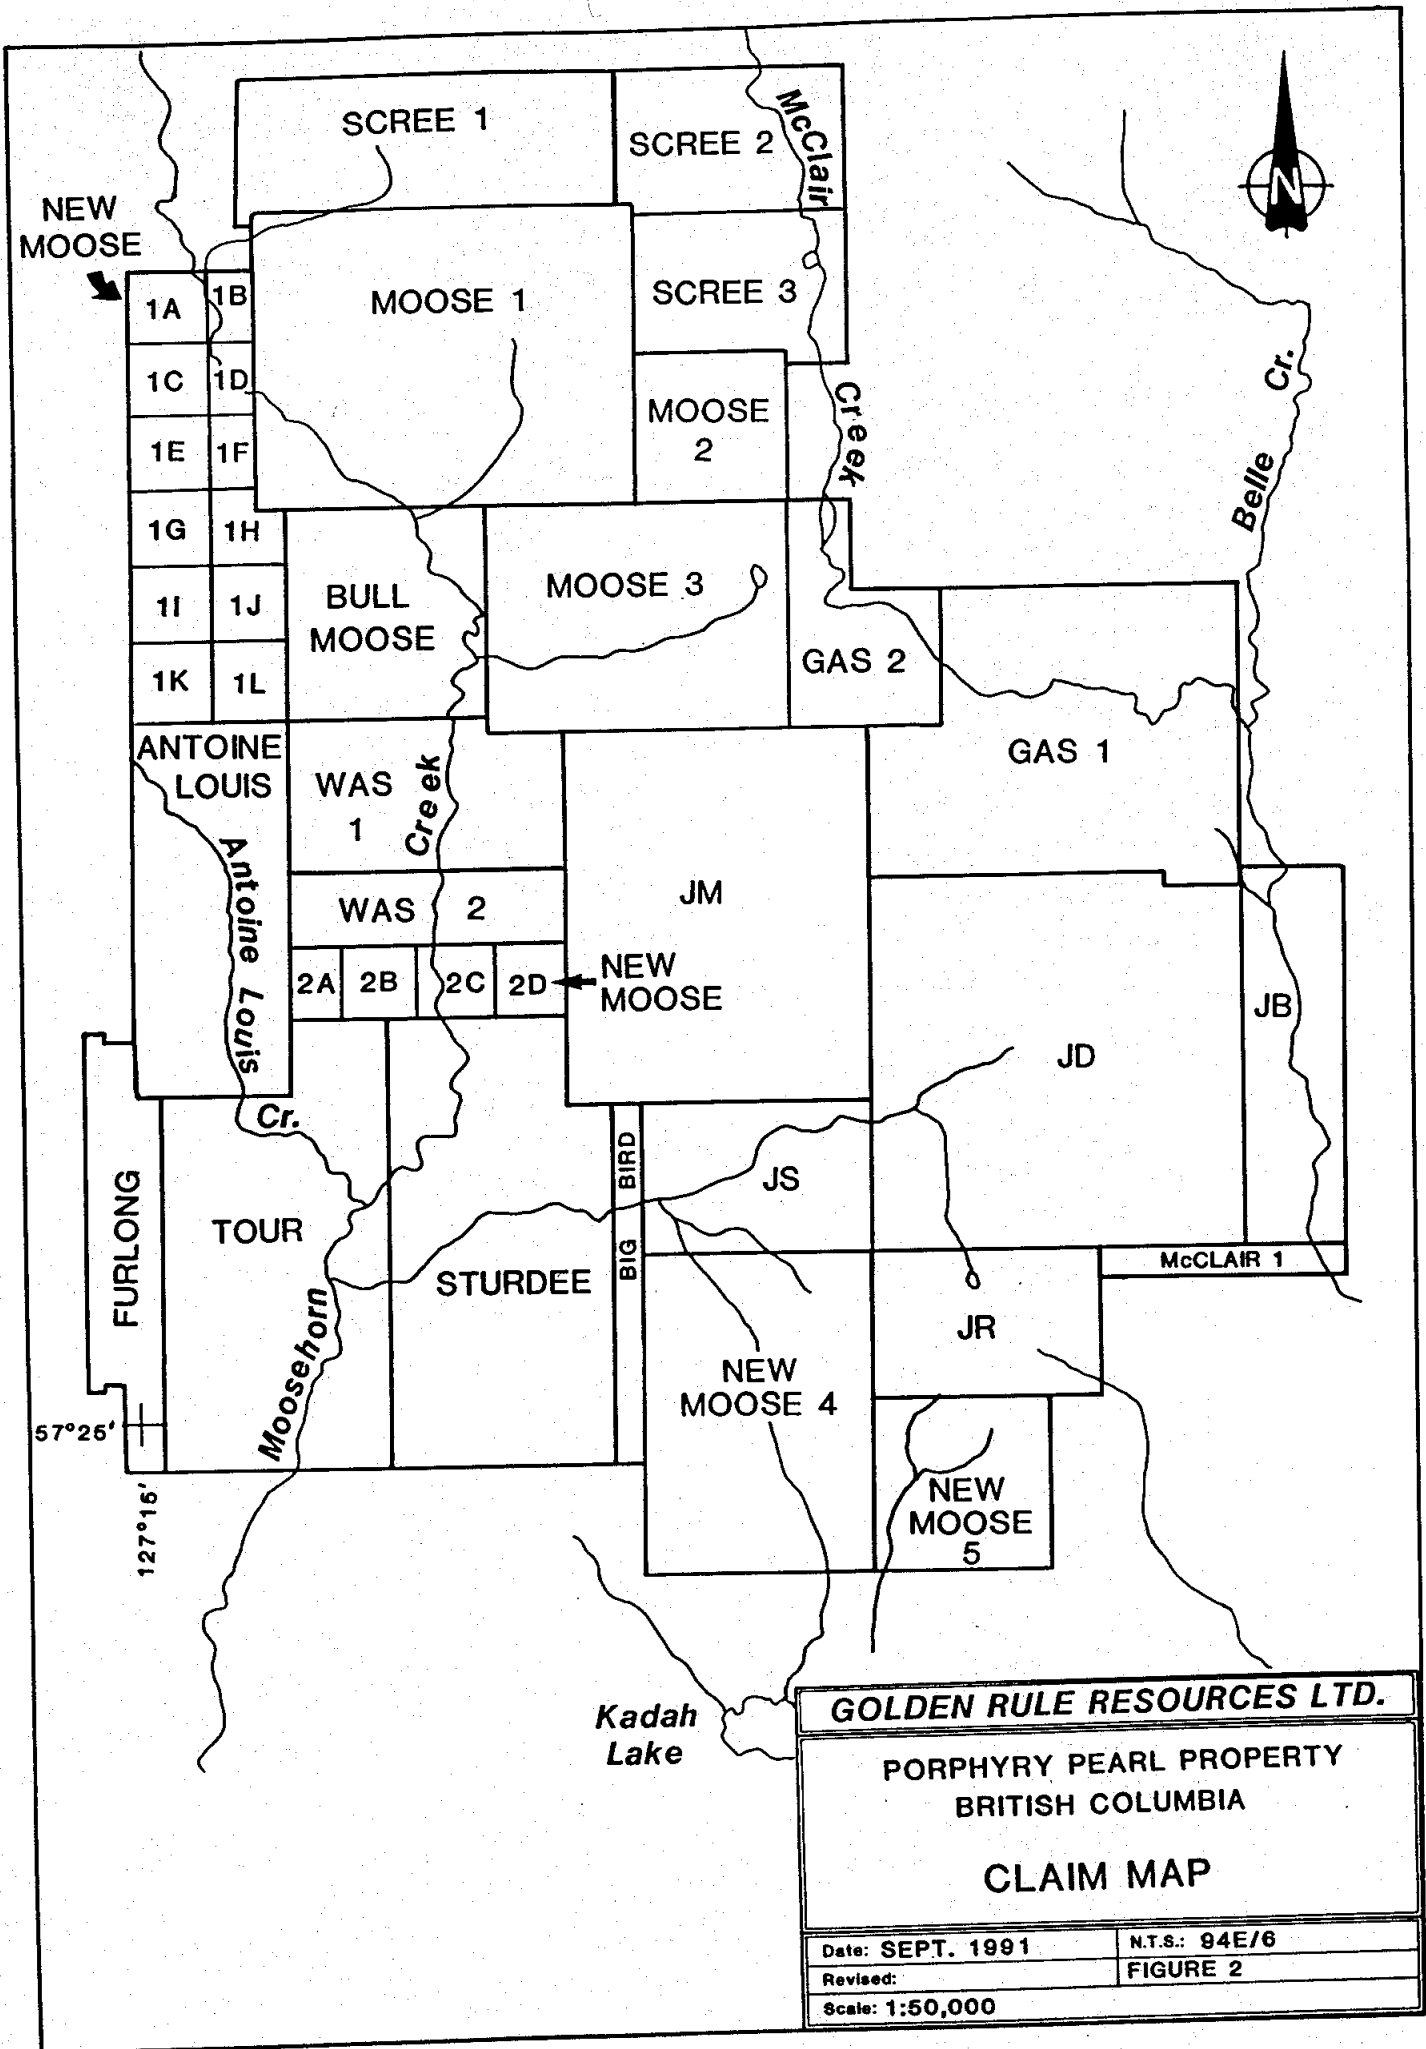 SCREE 1
SCREE 2
McClair
NEW
MOOSE
N
1A
1B
MOOSE 1
SCREE 3
1C
1D
Creek
MOOSE
2
Belle Cr.
1E
1F
1G
1H
BULL
MOOSE
MOOSE 3
1I
1J
GAS 2
1K
1L
ANTOINE
LOUIS
WAS
1
Creek
GAS 1
Antoine Louis
JM
WAS 2
2A
2B
2C
2D
NEW
MOOSE
JB
JD
Cr.
FURLONG
TOUR
STURDEE
BIG BIRD
JS
McCLAIR 1
Moosehorn
JR
NEW
MOOSE 4
57°25'
127°15'
NEW
MOOSE
5
Kadah
Lake
GOLDEN RULE RESOURCES LTD.
PORPHYRY PEARL PROPERTY
BRITISH COLUMBIA
CLAIM MAP
Date: SEPT. 1991
N.T.S.: 94E/6
Revised:
FIGURE 2
Scale: 1:50,000